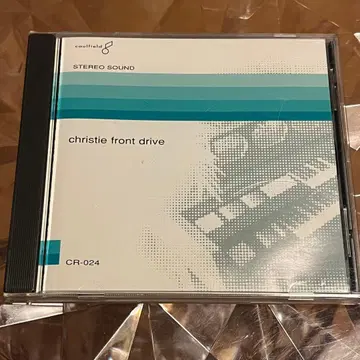 caulfield
STEREO SOUND
christie front drive
CR-024